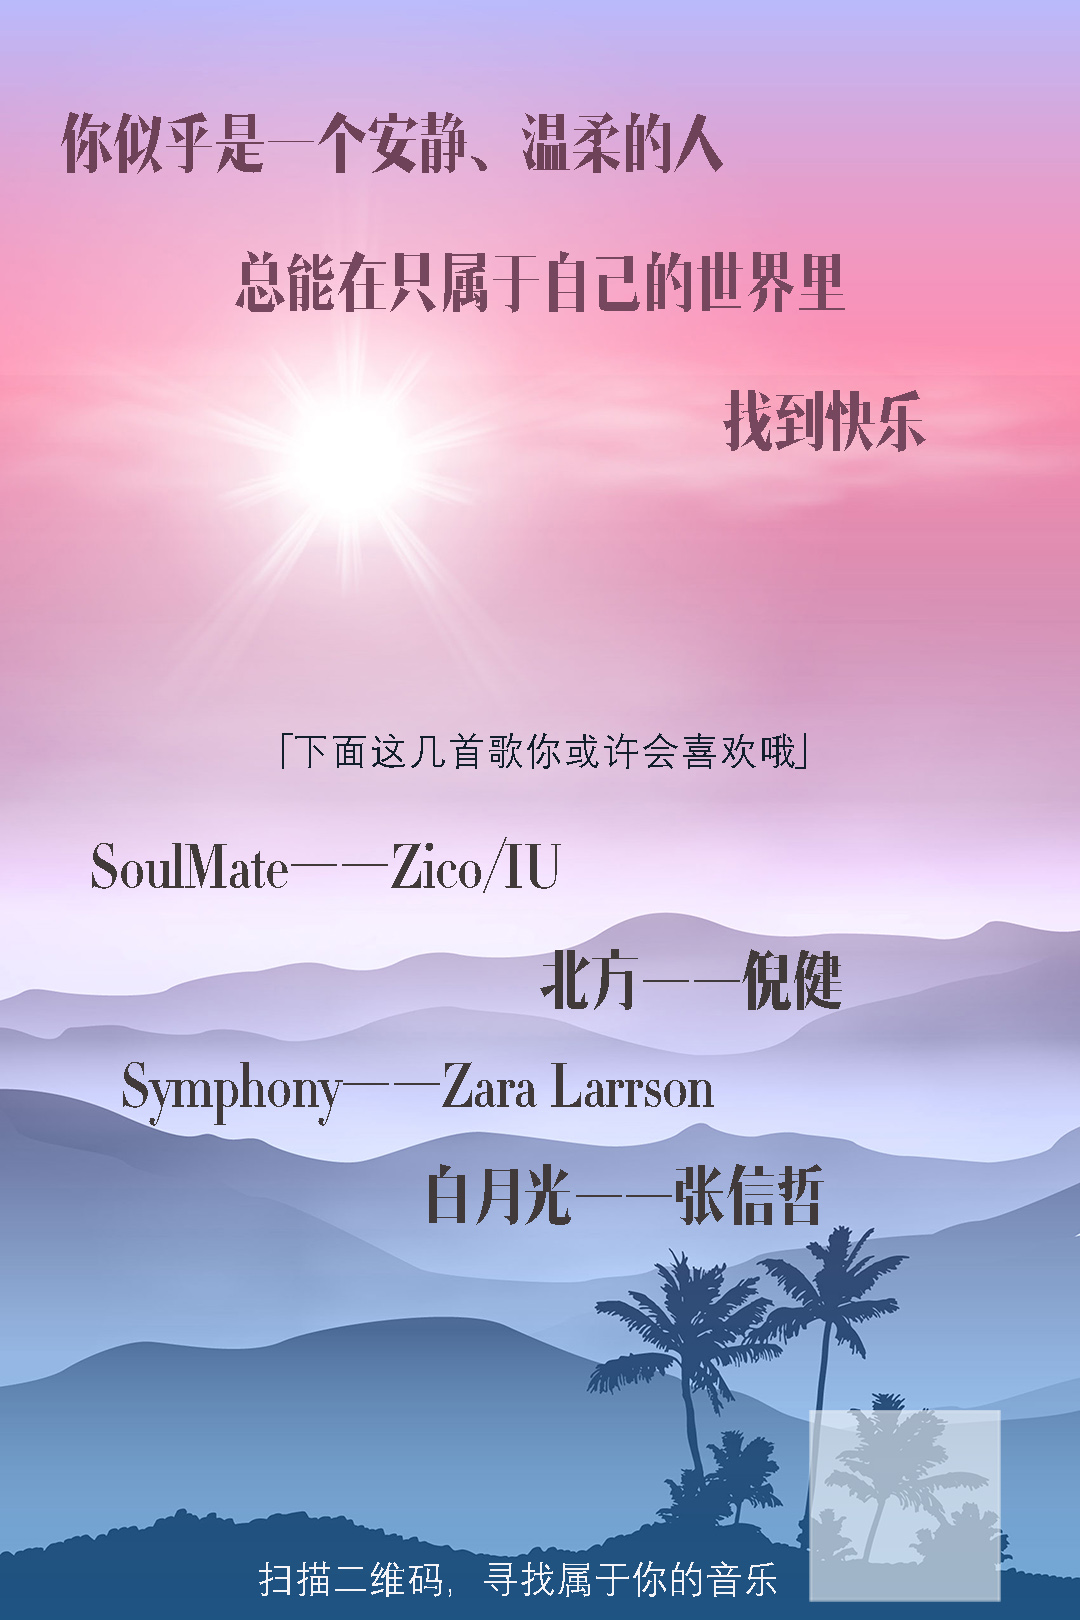 你似乎是一个安静、温柔的人
总能在只属于自己的世界里
找到快乐
「下面这几首歌你或许会喜欢哦」
SoulMate——Zico/IU
北方——倪健
Symphony——Zara Larrson
白月光——张信哲
扫描二维码，寻找属于你的音乐